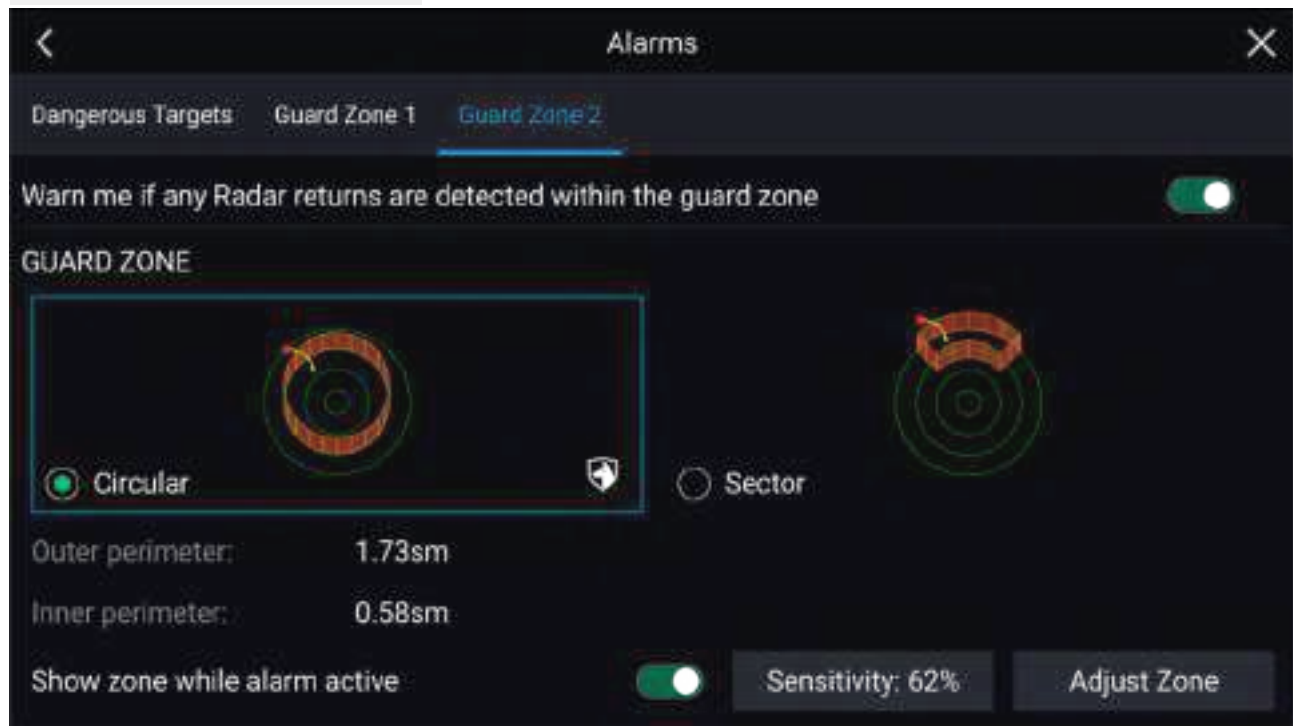 Alarms
Dangerous Targets Guard Zone 1 Guard Zone 2
Warn me if any Radar returns are detected within the guard zone
GUARD ZONE
Circular Sector
Outer perimeter: 1.73sm
Inner perimeter: 0.58sm
Show zone while alarm active Sensitivity: 62% Adjust Zone